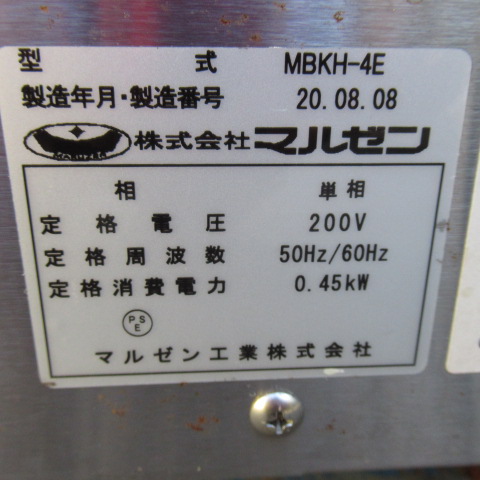 型 式 MBKH-4E
製造年月・製造番号 20.08.08
MARUZEN 株式会社 マルゼン
相 単相
定格電圧 200V
定格周波数 50Hz/60Hz
定格消費電力 0.45kW
PS
E
マルゼン工業株式会社